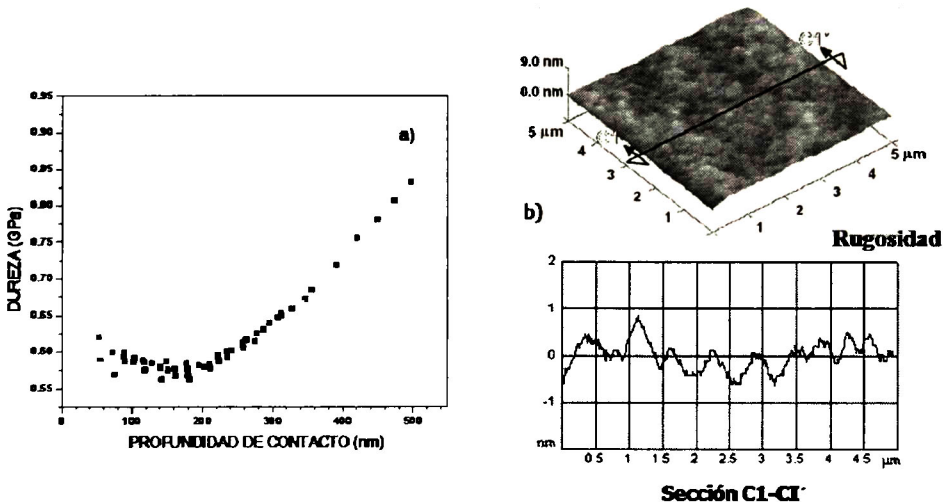 a)
DUREZA (GPa)
0.95
0.90
0.85
0.80
0.75
0.70
0.65
0.60
0.55
0 100 200 300 400 500
PROFUNDIDAD DE CONTACTO (nm)
9.0 nm
0.0 nm
5 µm
4
3
2
1
1
2
3
4
5 µm
b)
Rugosidad
2
1
0
-1
nm
0.5 1 1.5 2 2.5 3 3.5 4 4.5 µm
Sección C1-C1´